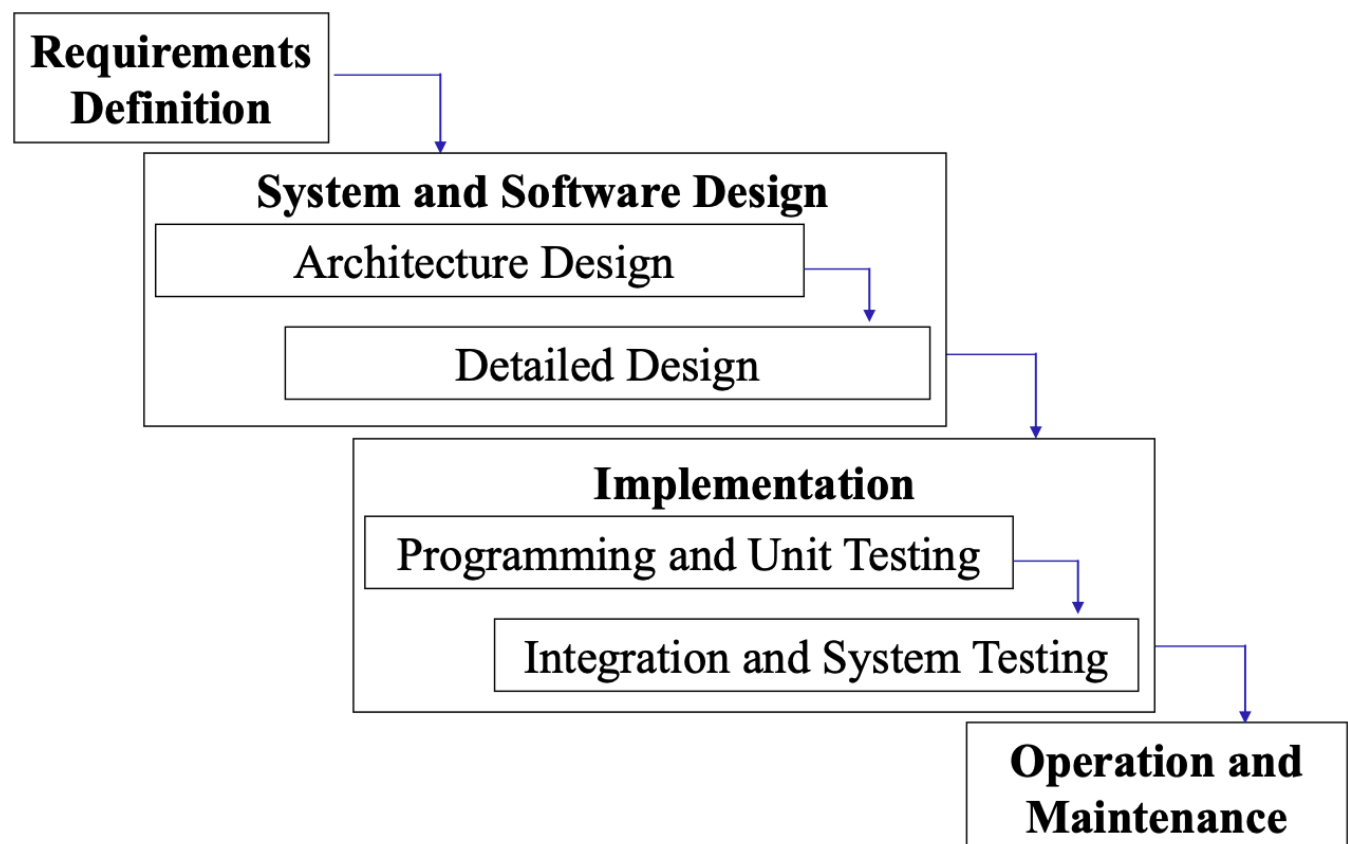 Requirements
Definition
System and Software Design
Architecture Design
Detailed Design
Implementation
Programming and Unit Testing
Integration and System Testing
Operation and
Maintenance